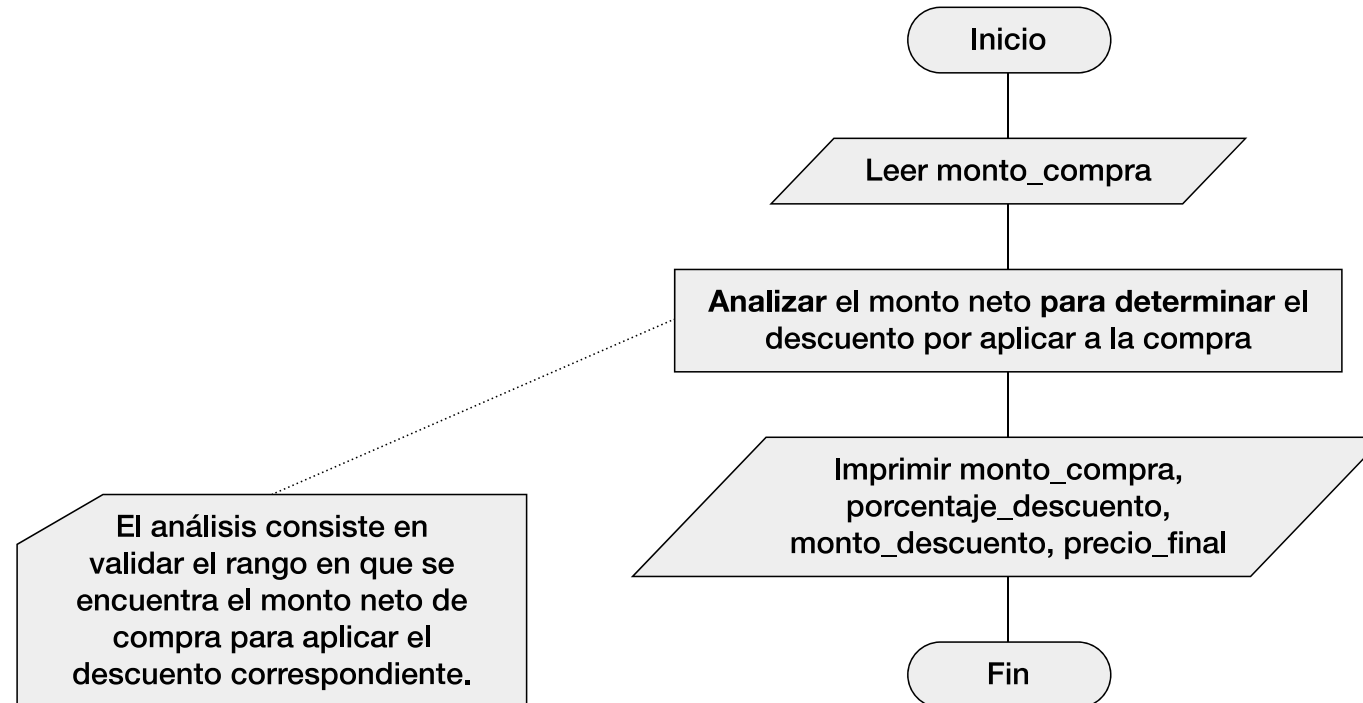 Inicio
Leer monto_compra
Analizar el monto neto para determinar el
descuento por aplicar a la compra
Imprimir monto_compra,
porcentaje_descuento,
monto_descuento, precio_final
El análisis consiste en
validar el rango en que se
encuentra el monto neto de
compra para aplicar el
descuento correspondiente.
Fin